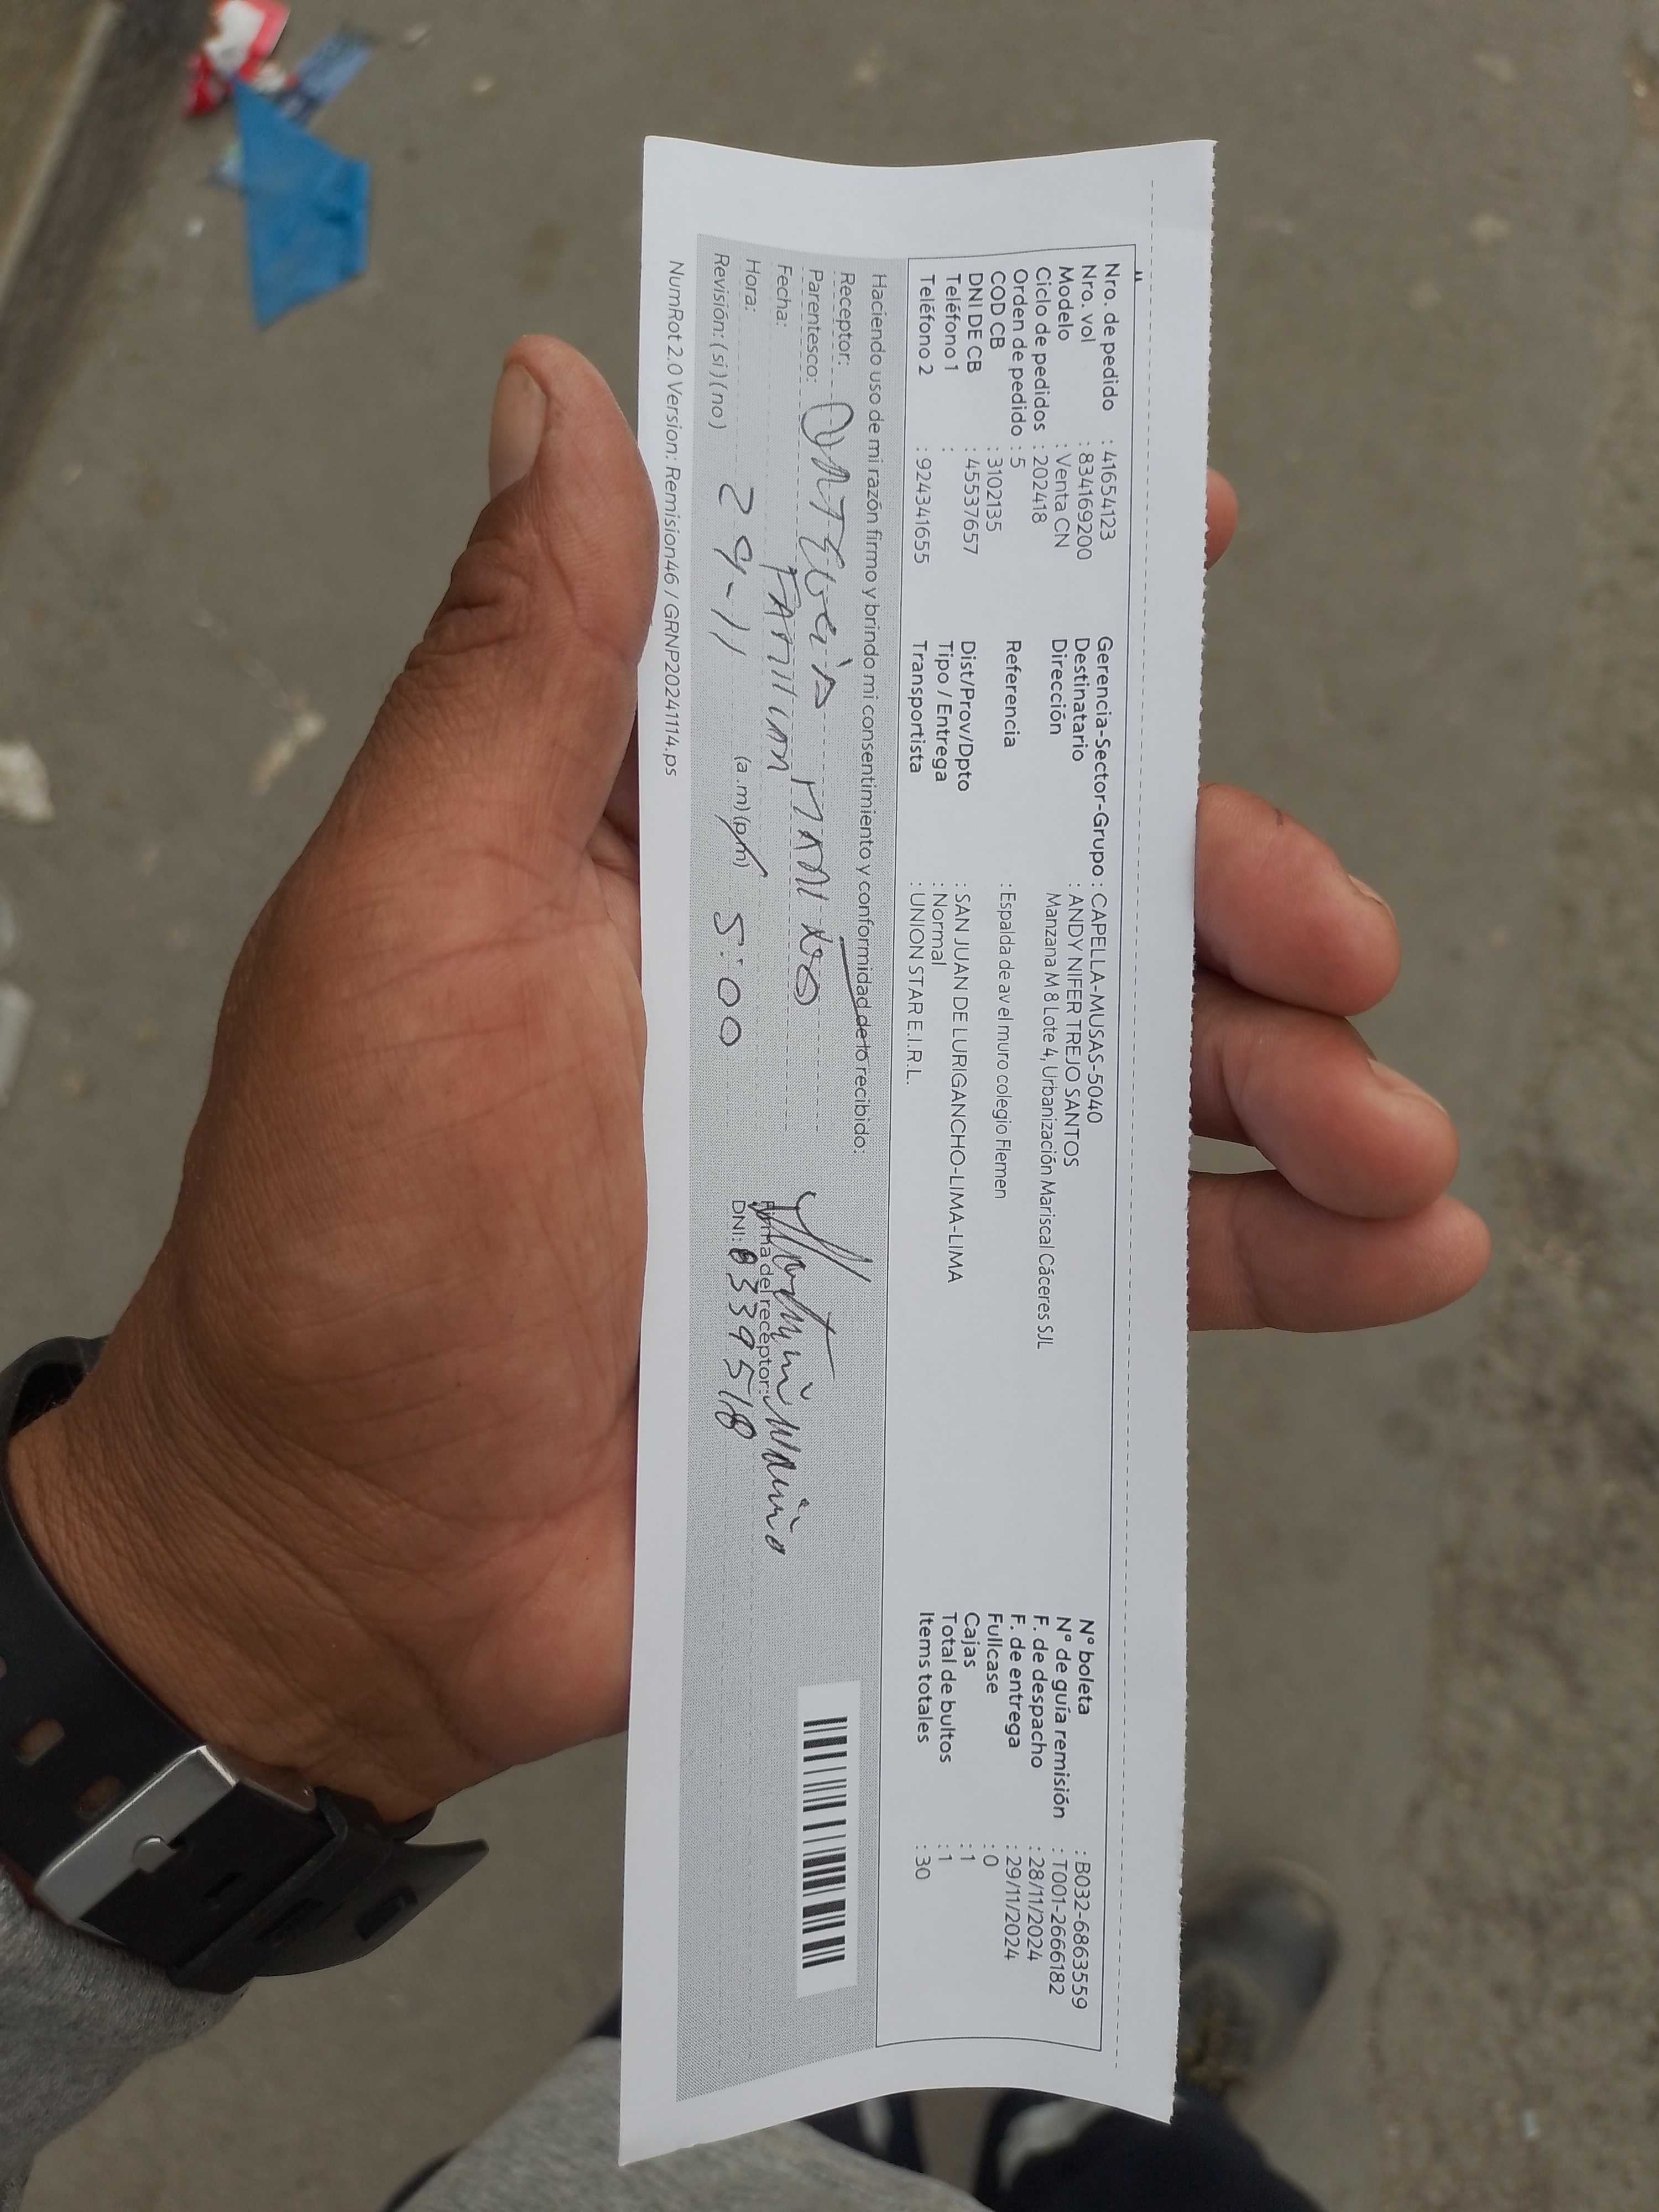 Nro. de pedido : 41654123
Nro. vol : 834169200
Modelo : Venta CN
Ciclo de pedidos : 202418
Orden de pedido : 5
COD CB : 3102135
DNI DE CB : 45537657
Teléfono 1 :
Teléfono 2 : 924341655
Gerencia-Sector-Grupo : CAPELLA-MUSAS-5040
Destinatario : ANDY NIFER TREJO SANTOS
Dirección Manzana M 8 Lote 4, Urbanización Mariscal Cáceres SJL
Referencia : Espalda de av el muro colegio Flemen
Dist/Prov/Dpto : SAN JUAN DE LURIGANCHO-LIMA-LIMA
Tipo / Entrega : Normal
Transportista : UNION STAR E.I.R.L.
N° boleta : B032-6863559
N° de guía remisión : T001-2666182
F. de despacho : 28/11/2024
F. de entrega : 29/11/2024
Fullcase : 0
Cajas : 1
Total de bultos : 1
Items totales : 30
Haciendo uso de mi razón firmo y brindo mi consentimiento y conformidad de lo recibido:
Receptor:
Parentesco: FAMILIAR
Fecha:
Hora: 29-11 (a.m)(pm) 5:00
Revisión: (si) (no)
Firma del receptor:
DNI: 8339518
NumRot 2.0 Version: Remision46 / GRNP20241114.ps